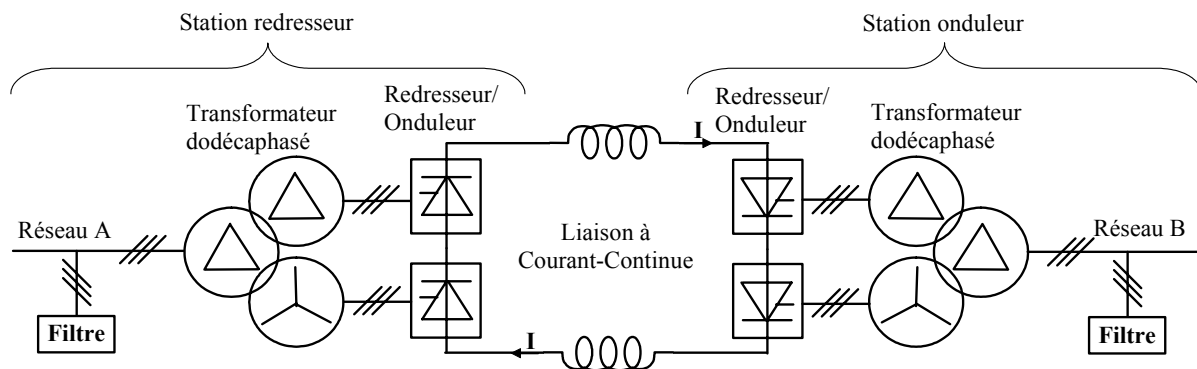 Station redresseur
Station onduleur
Transformateur
dodécaphasé
Redresseur/
Onduleur
I
Redresseur/
Onduleur
Transformateur
dodécaphasé
Réseau A
Liaison à
Courant-Continue
Réseau B
Filtre
I
Filtre